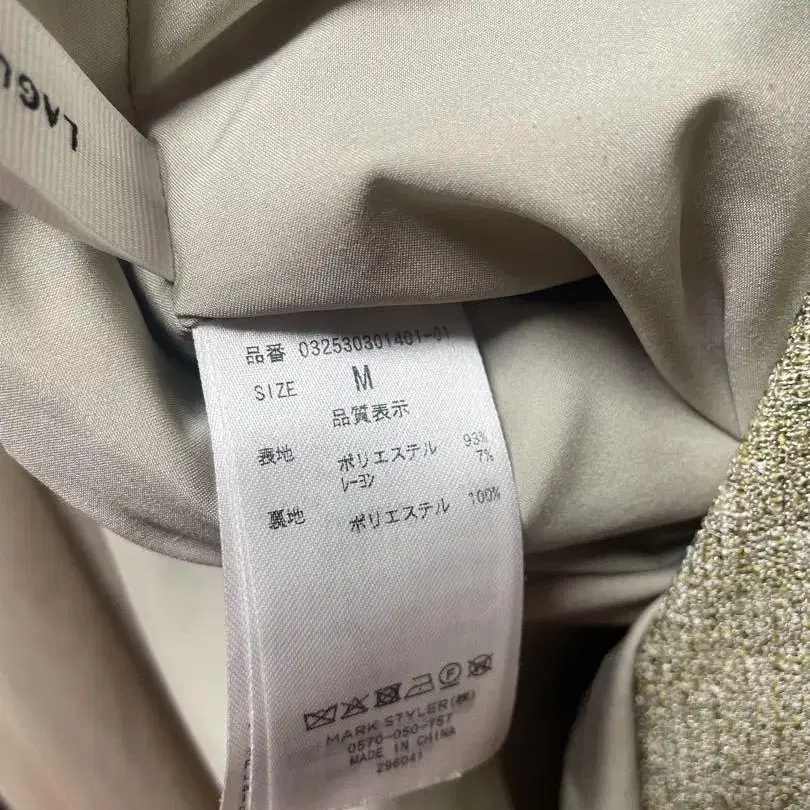 LAGU
品番 032530301401-01
SIZE M
品質表示
表地 ポリエステル 93%
レーヨン 7%
裏地 ポリエステル 100%
MARK STYLER(株)
0570-050-757
MADE IN CHINA
296041